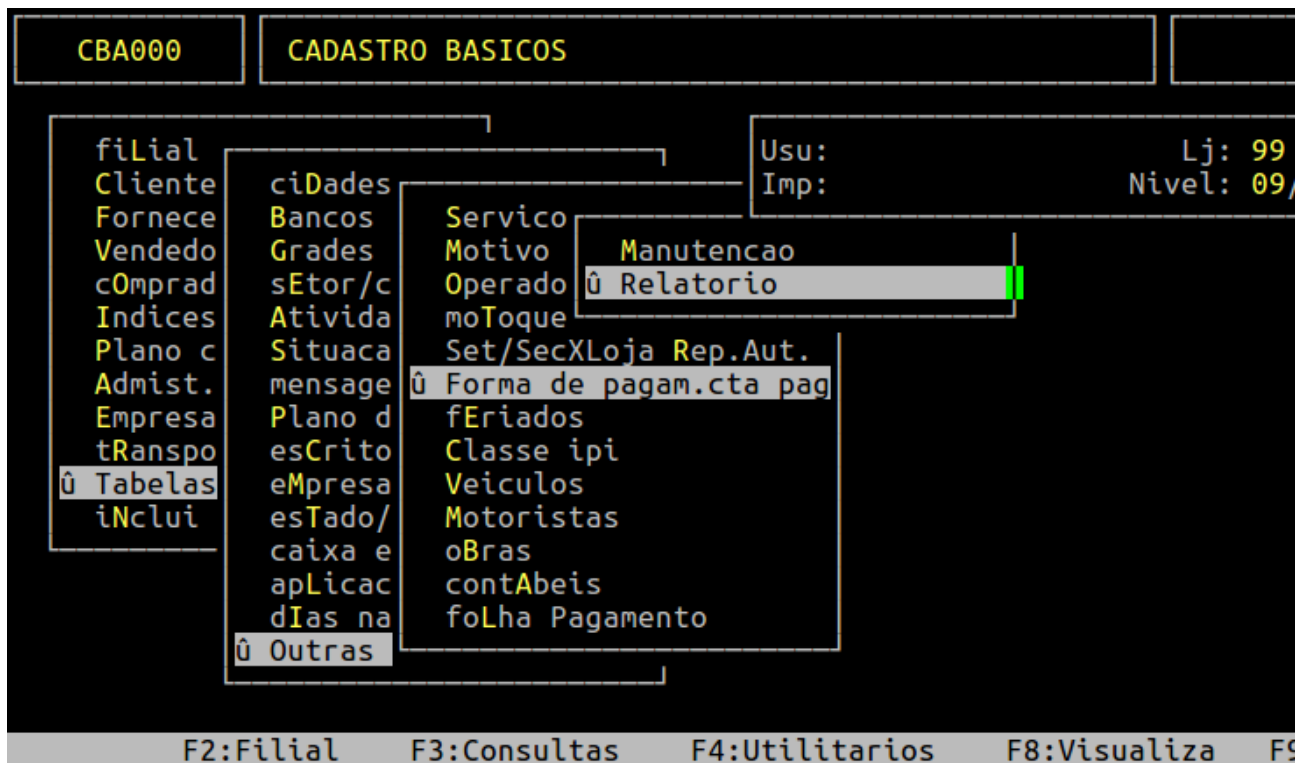 CBA000 CADASTRO BASICOS
fiLial
Cliente
Fornece
Vendedo
cOmprad
Indices
Plano c
Admist.
Empresa
tRanspo
û Tabelas
iNclui
ciDades
Bancos
Grades
sEtor/c
Ativida
Situaca
mensage
Plano d
esCrito
eMpresa
esTado/
caixa e
apLicac
dIas na
û Outras
Servico
Motivo
Operado
moToque
Set/SecXLoja Rep.Aut.
û Forma de pagam.cta pag
fEriados
Classe ipi
Veiculos
Motoristas
oBras
contAbeis
foLha Pagamento
Manutencao
û Relatorio
Usu: Lj: 99
Imp: Nivel: 09/
F2:Filial F3:Consultas F4:Utilitarios F8:Visualiza F9